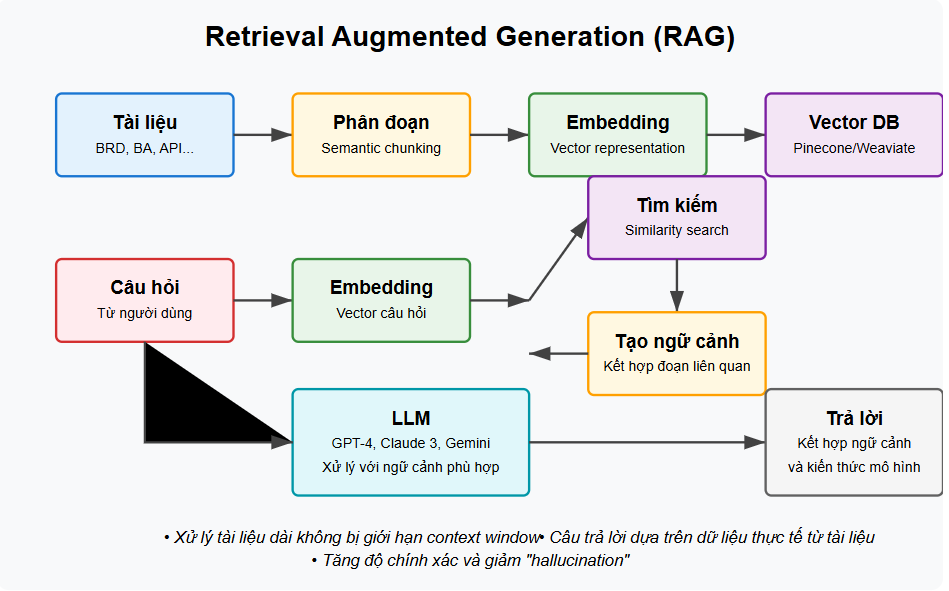 Retrieval Augmented Generation (RAG)
Tài liệu
BRD, BA, API...
Phân đoạn
Semantic chunking
Embedding
Vector representation
Vector DB
Pinecone/Weaviate
Tìm kiếm
Similarity search
Câu hỏi
Từ người dùng
Embedding
Vector câu hỏi
Tạo ngữ cảnh
Kết hợp đoạn liên quan
LLM
GPT-4, Claude 3, Gemini
Xử lý với ngữ cảnh phù hợp
Trả lời
Kết hợp ngữ cảnh
và kiến thức mô hình
• Xử lý tài liệu dài không bị giới hạn context window
• Câu trả lời dựa trên dữ liệu thực tế từ tài liệu
• Tăng độ chính xác và giảm "hallucination"